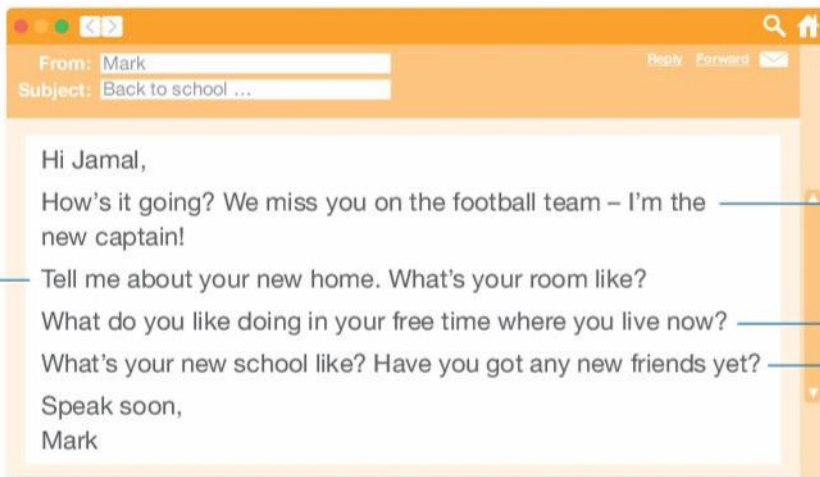 From: Mark
Reply Forward
Subject: Back to school ...
Hi Jamal,
How's it going? We miss you on the football team – I'm the
new captain!
Tell me about your new home. What's your room like?
What do you like doing in your free time where you live now?
What's your new school like? Have you got any new friends yet?
Speak soon,
Mark